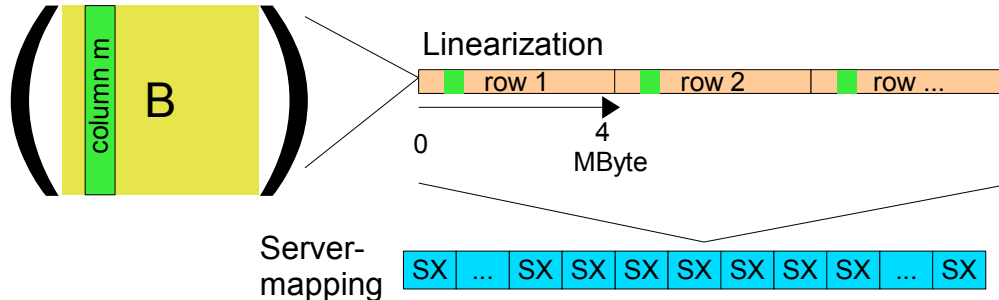 column m
B
Linearization
row 1 row 2 row ...
0 4
MByte
Server-
mapping
SX ... SX SX SX SX SX SX SX ... SX